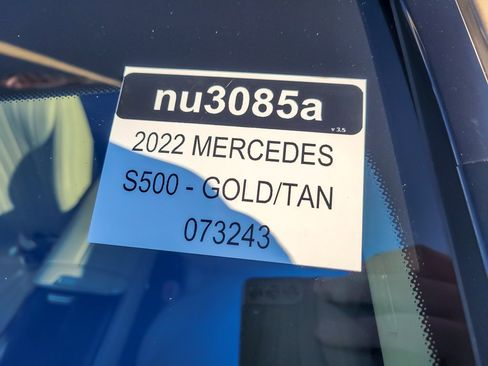 nu3085a
v 3.5
2022 MERCEDES
S500 - GOLD/TAN
073243